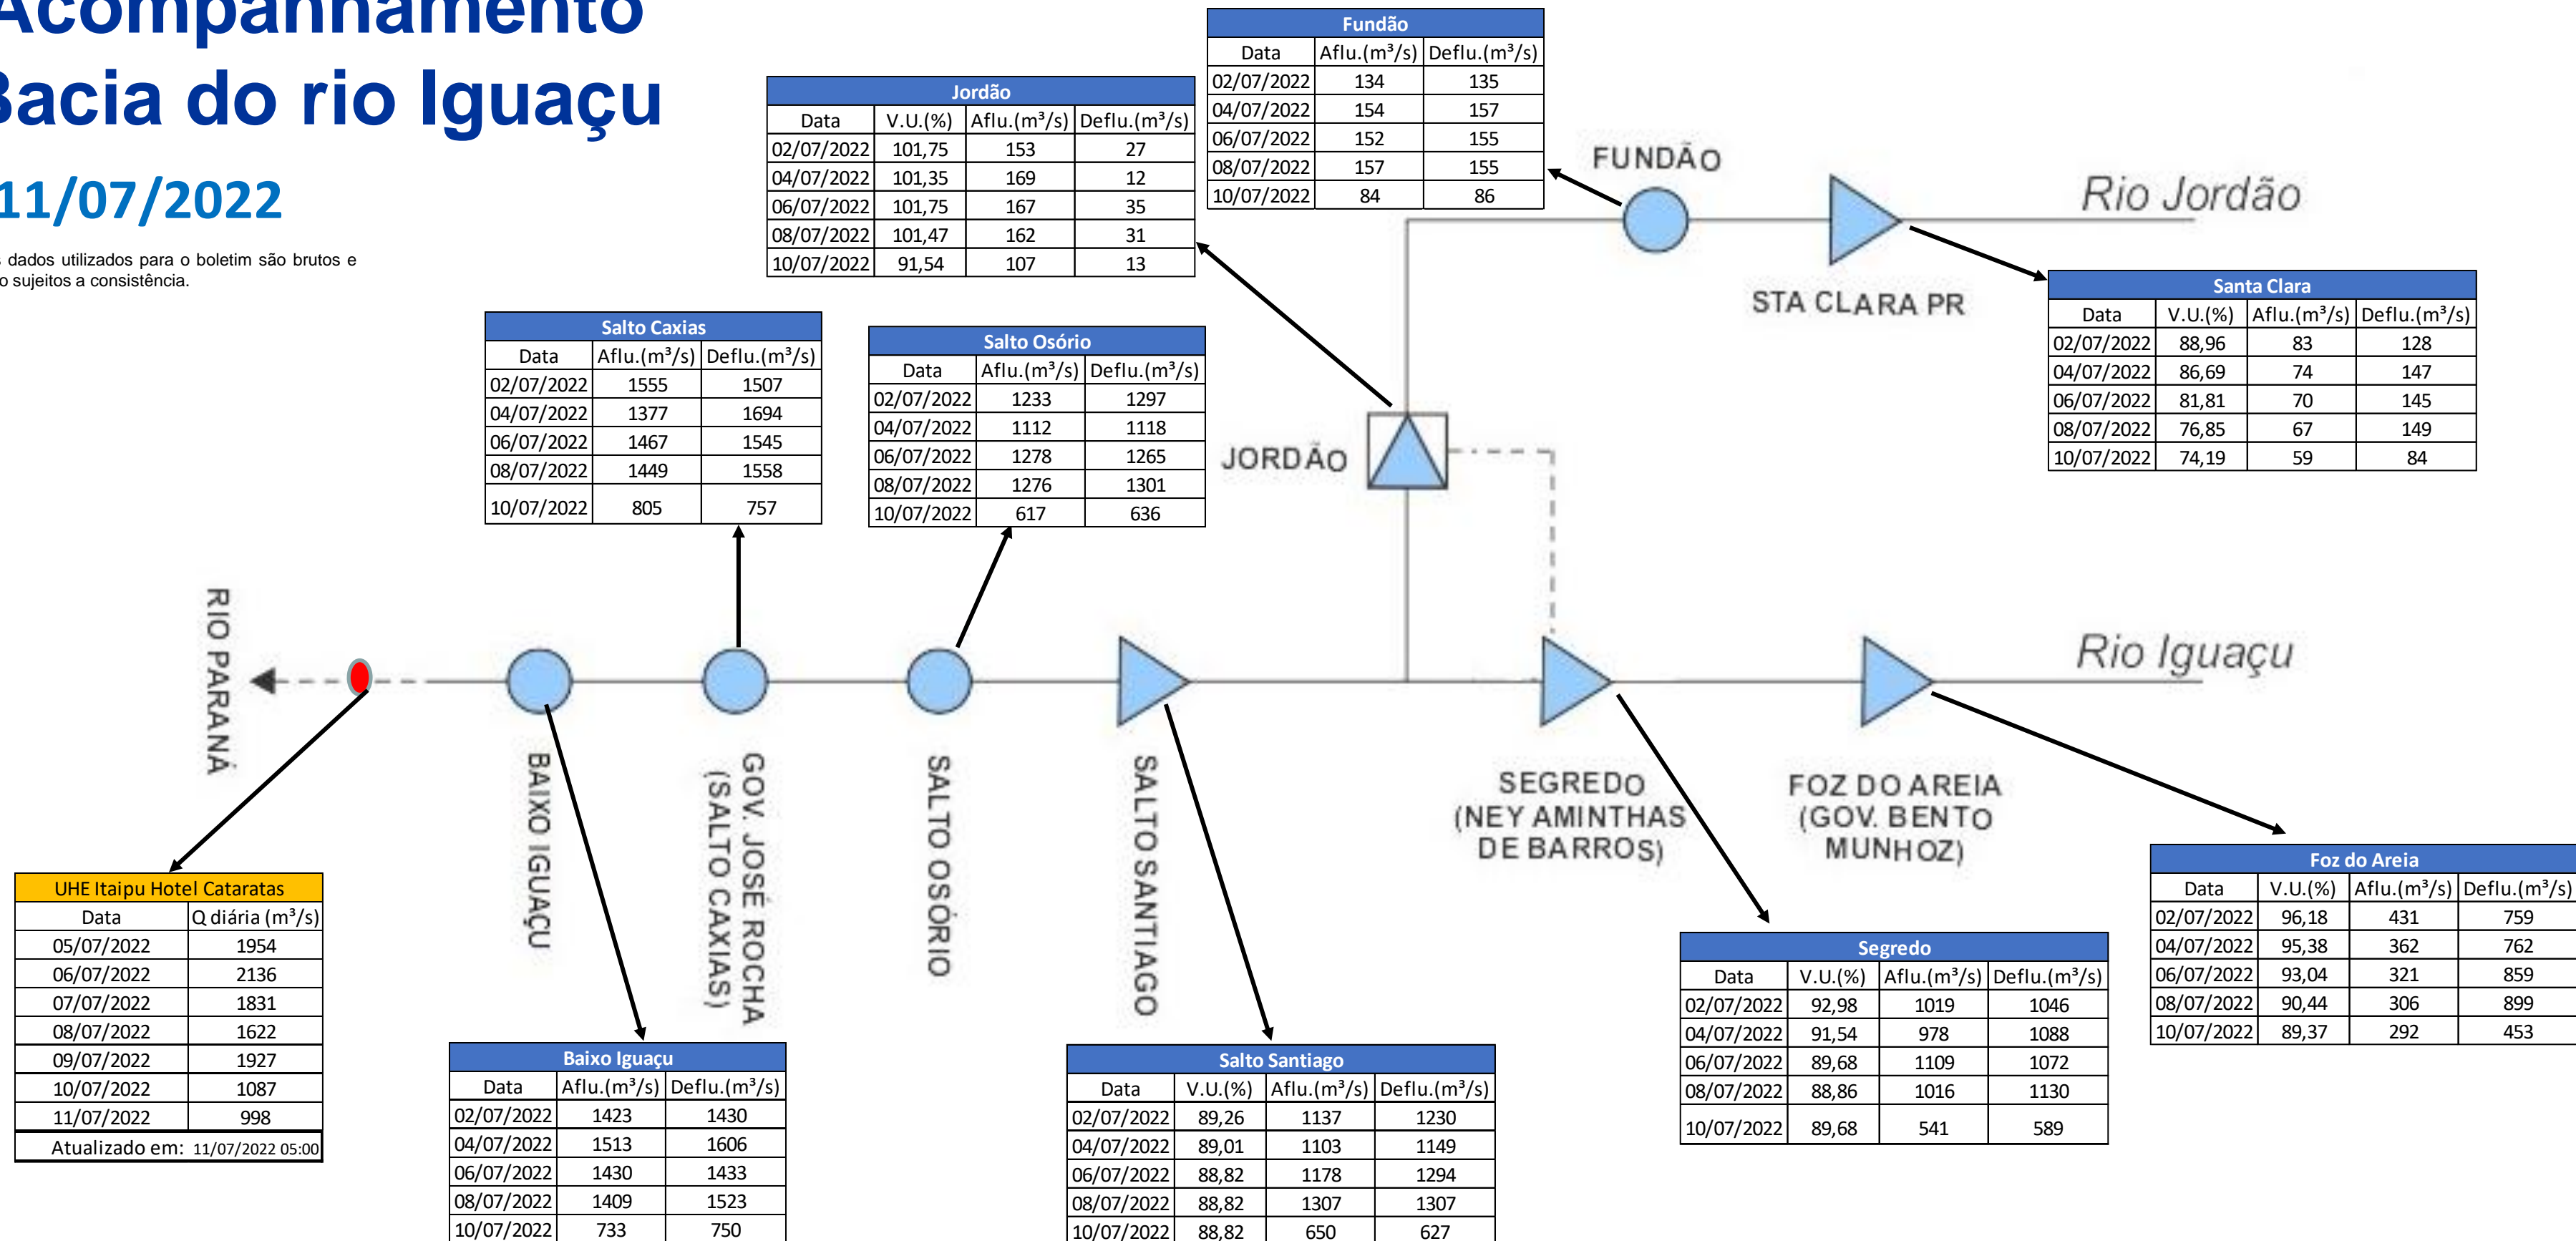 Acompanhamento
Bacia do rio Iguaçu
11/07/2022
s dados utilizados para o boletim são brutos e
o sujeitos a consistência.
Fundão
Data Aflu.(m³/s) Deflu.(m³/s)
02/07/2022 134 135
04/07/2022 154 157
06/07/2022 152 155
08/07/2022 157 155
10/07/2022 84 86
Jordão
Data V.U.(%) Aflu.(m³/s) Deflu.(m³/s)
02/07/2022 101,75 153 27
04/07/2022 101,35 169 12
06/07/2022 101,75 167 35
08/07/2022 101,47 162 31
10/07/2022 91,54 107 13
FUNDÃO
Rio Jordão
STA CLARA PR
Santa Clara
Data V.U.(%) Aflu.(m³/s) Deflu.(m³/s)
02/07/2022 88,96 83 128
04/07/2022 86,69 74 147
06/07/2022 81,81 70 145
08/07/2022 76,85 67 149
10/07/2022 74,19 59 84
Salto Caxias
Data Aflu.(m³/s) Deflu.(m³/s)
02/07/2022 1555 1507
04/07/2022 1377 1694
06/07/2022 1467 1545
08/07/2022 1449 1558
10/07/2022 805 757
Salto Osório
Data Aflu.(m³/s) Deflu.(m³/s)
02/07/2022 1233 1297
04/07/2022 1112 1118
06/07/2022 1278 1265
08/07/2022 1276 1301
10/07/2022 617 636
JORDÃO
RIO PARANÁ
Rio Iguaçu
BAIXO IGUAÇU
GOV. JOSÉ ROCHA
(SALTO CAXIAS)
SALTO OSÓRIO
SALTO SANTIAGO
SEGREDO
(NEY AMINTHAS
DE BARROS)
FOZ DO AREIA
(GOV. BENTO
MUNHOZ)
UHE Itaipu Hotel Cataratas
Data Q diária (m³/s)
05/07/2022 1954
06/07/2022 2136
07/07/2022 1831
08/07/2022 1622
09/07/2022 1927
10/07/2022 1087
11/07/2022 998
Atualizado em: 11/07/2022 05:00
Baixo Iguaçu
Data Aflu.(m³/s) Deflu.(m³/s)
02/07/2022 1423 1430
04/07/2022 1513 1606
06/07/2022 1430 1433
08/07/2022 1409 1523
10/07/2022 733 750
Salto Santiago
Data V.U.(%) Aflu.(m³/s) Deflu.(m³/s)
02/07/2022 89,26 1137 1230
04/07/2022 89,01 1103 1149
06/07/2022 88,82 1178 1294
08/07/2022 88,82 1307 1307
10/07/2022 88,82 650 627
Segredo
Data V.U.(%) Aflu.(m³/s) Deflu.(m³/s)
02/07/2022 92,98 1019 1046
04/07/2022 91,54 978 1088
06/07/2022 89,68 1109 1072
08/07/2022 88,86 1016 1130
10/07/2022 89,68 541 589
Foz do Areia
Data V.U.(%) Aflu.(m³/s) Deflu.(m³/s)
02/07/2022 96,18 431 759
04/07/2022 95,38 362 762
06/07/2022 93,04 321 859
08/07/2022 90,44 306 899
10/07/2022 89,37 292 453